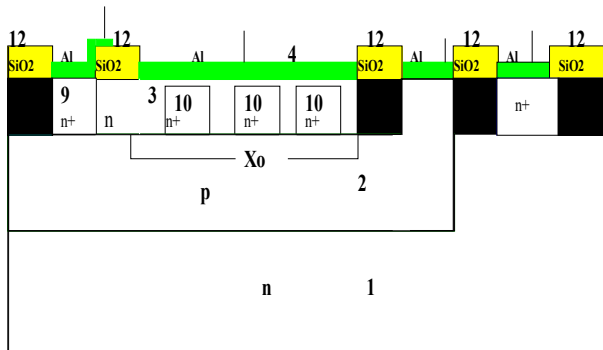 12 12 12 12 12
Al Al 4 Al Al
SiO2 SiO2 SiO2 SiO2 SiO2
9 3 10 10 10
n+ n n+ n+ n+ n+
Xo
p 2
n 1